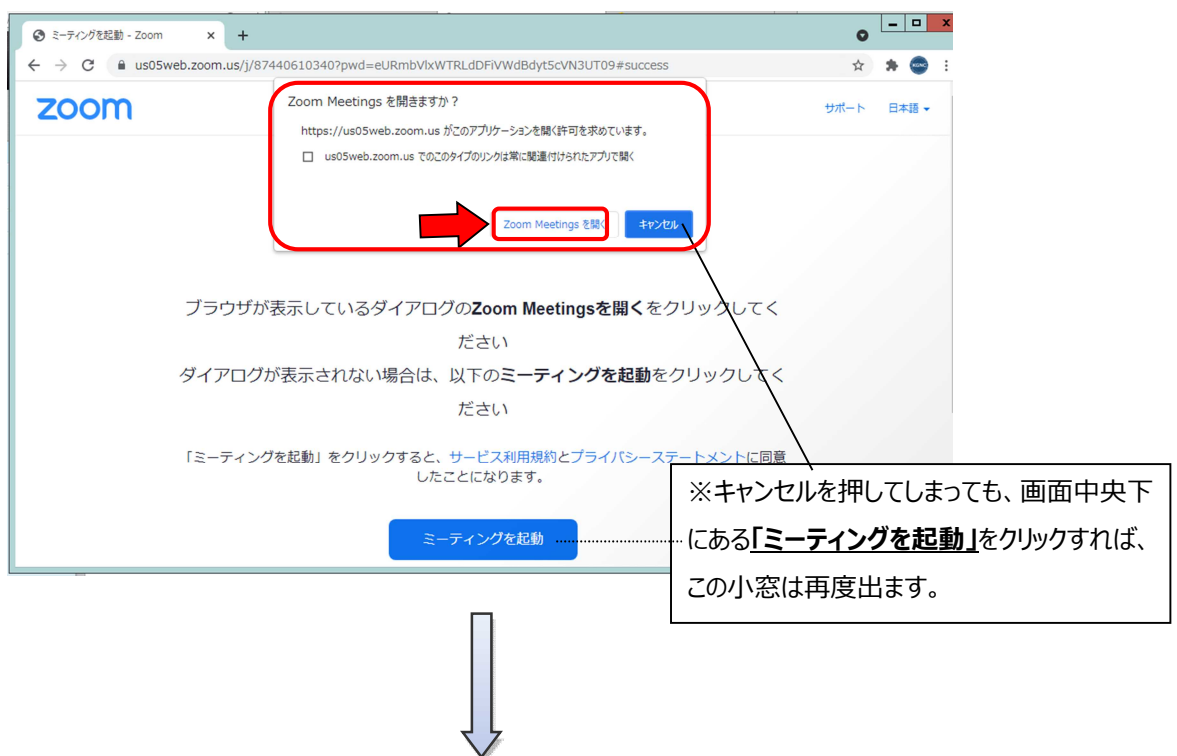 ミーティングを起動 - Zoom
us05web.zoom.us/j/87440610340?pwd=eURmbVlxWTRLdDFiVWdBdyt5cVN3UT09#success
KGNC
zoom
サポート 日本語
Zoom Meetings を開きますか？
https://us05web.zoom.us がこのアプリケーションを開く許可を求めています。
us05web.zoom.us でのこのタイプのリンクは常に関連付けられたアプリで開く
Zoom Meetings を開く キャンセル
ブラウザが表示しているダイアログのZoom Meetingsを開くをクリックしてく
ださい
ダイアログが表示されない場合は、以下のミーティングを起動をクリックしてく
ださい
「ミーティングを起動」をクリックすると、サービス利用規約とプライバシーステートメントに同意
したことになります。
ミーティングを起動
※キャンセルを押してしまっても、画面中央下
にある「ミーティングを起動」をクリックすれば、
この小窓は再度出ます。